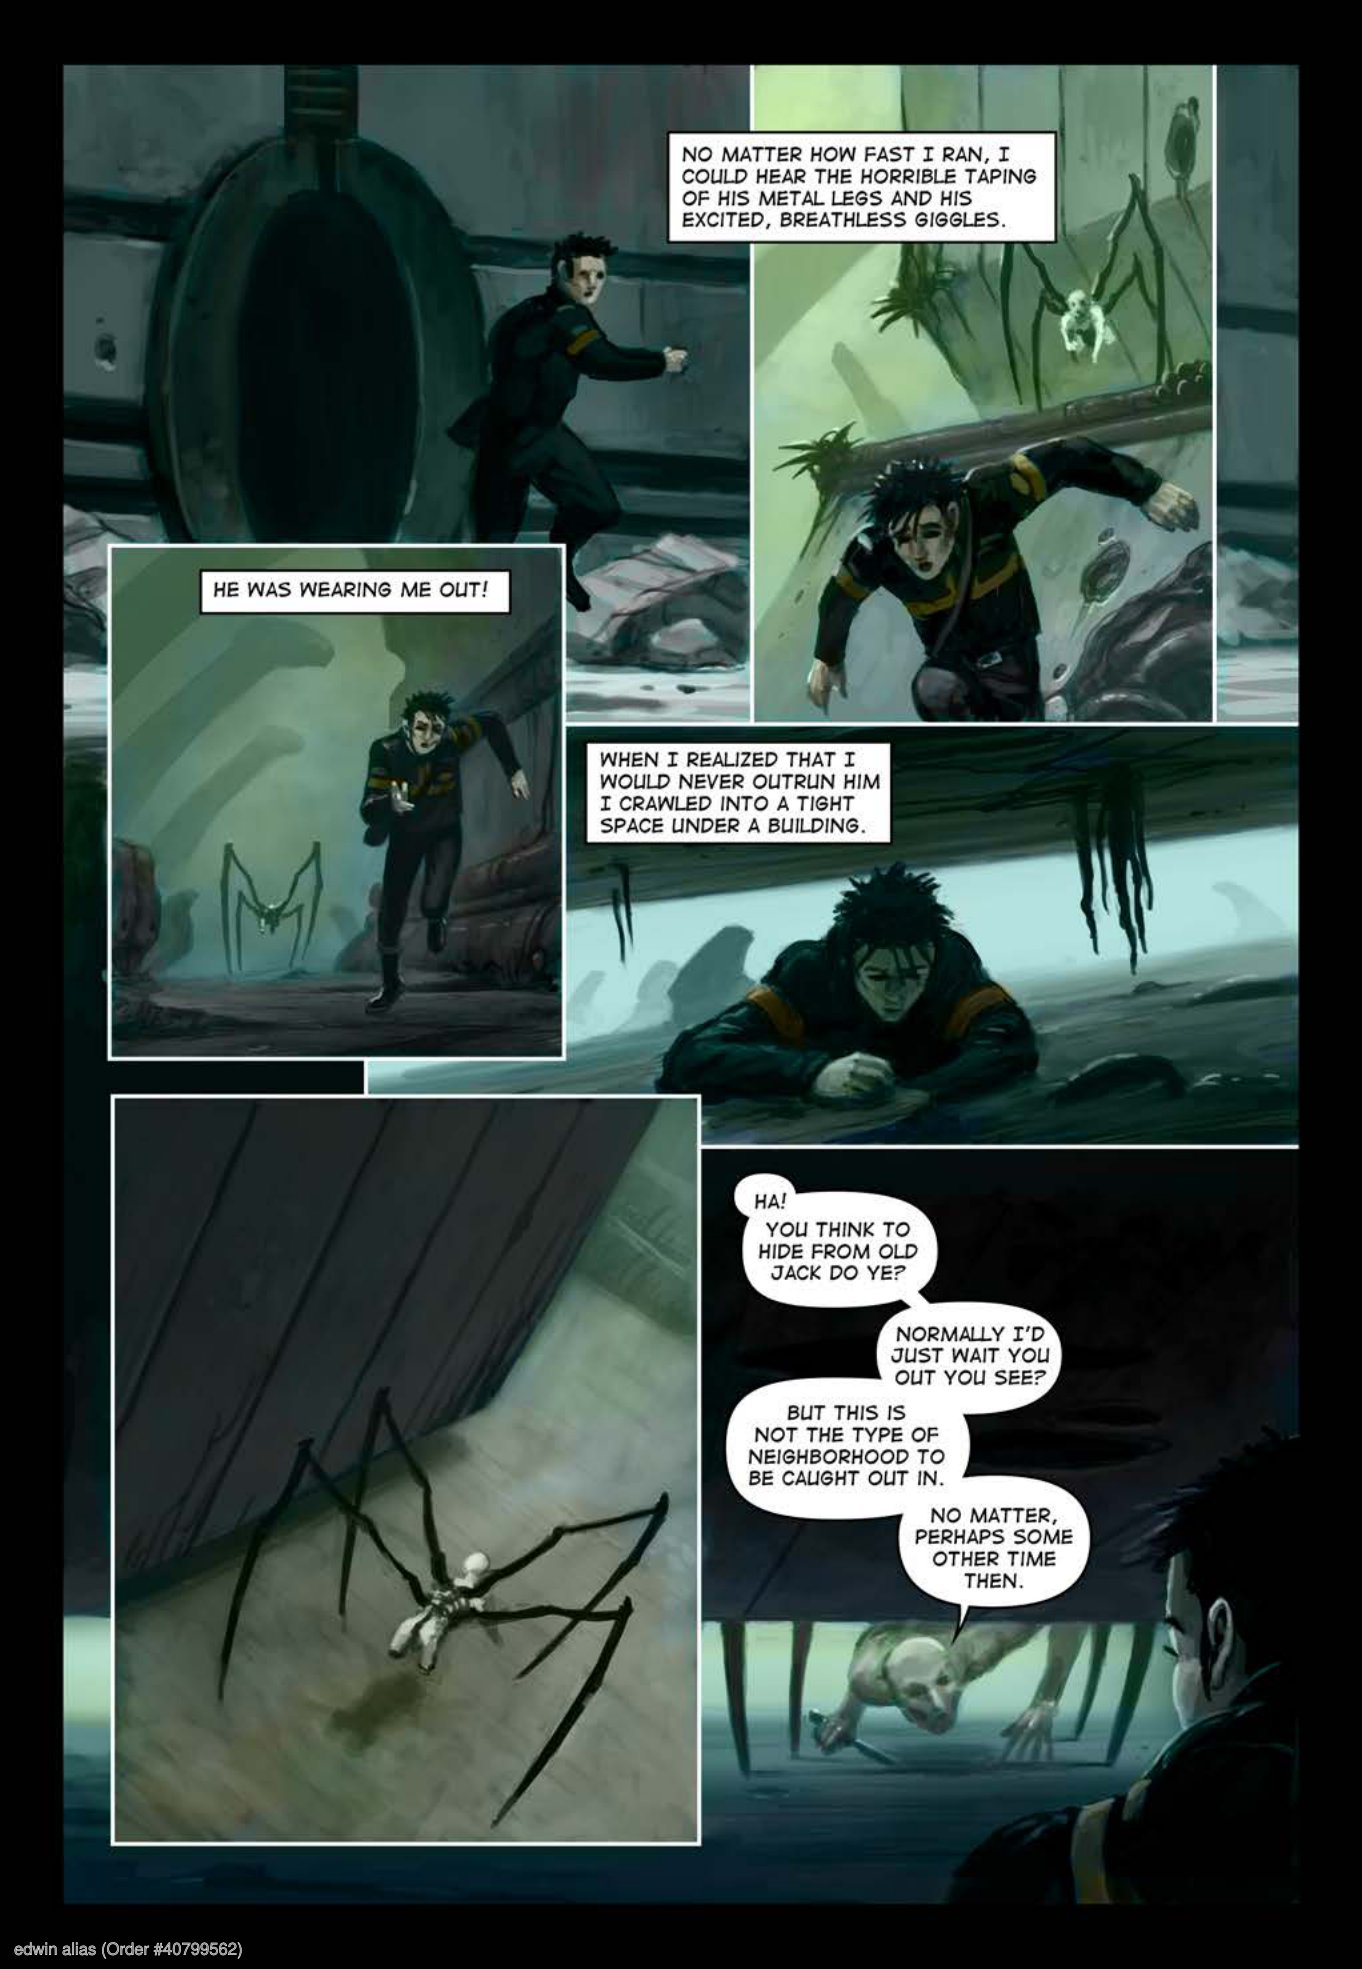 NO MATTER HOW FAST I RAN, I
COULD HEAR THE HORRIBLE TAPING
OF HIS METAL LEGS AND HIS
EXCITED, BREATHLESS GIGGLES.
HE WAS WEARING ME OUT!
WHEN I REALIZED THAT I
WOULD NEVER OUTRUN HIM
I CRAWLED INTO A TIGHT
SPACE UNDER A BUILDING.
HA!
YOU THINK TO
HIDE FROM OLD
JACK DO YE?
NORMALLY I'D
JUST WAIT YOU
OUT YOU SEE?
BUT THIS IS
NOT THE TYPE OF
NEIGHBORHOOD TO
BE CAUGHT OUT IN.
NO MATTER,
PERHAPS SOME
OTHER TIME
THEN.
edwin alias (Order #40799562)